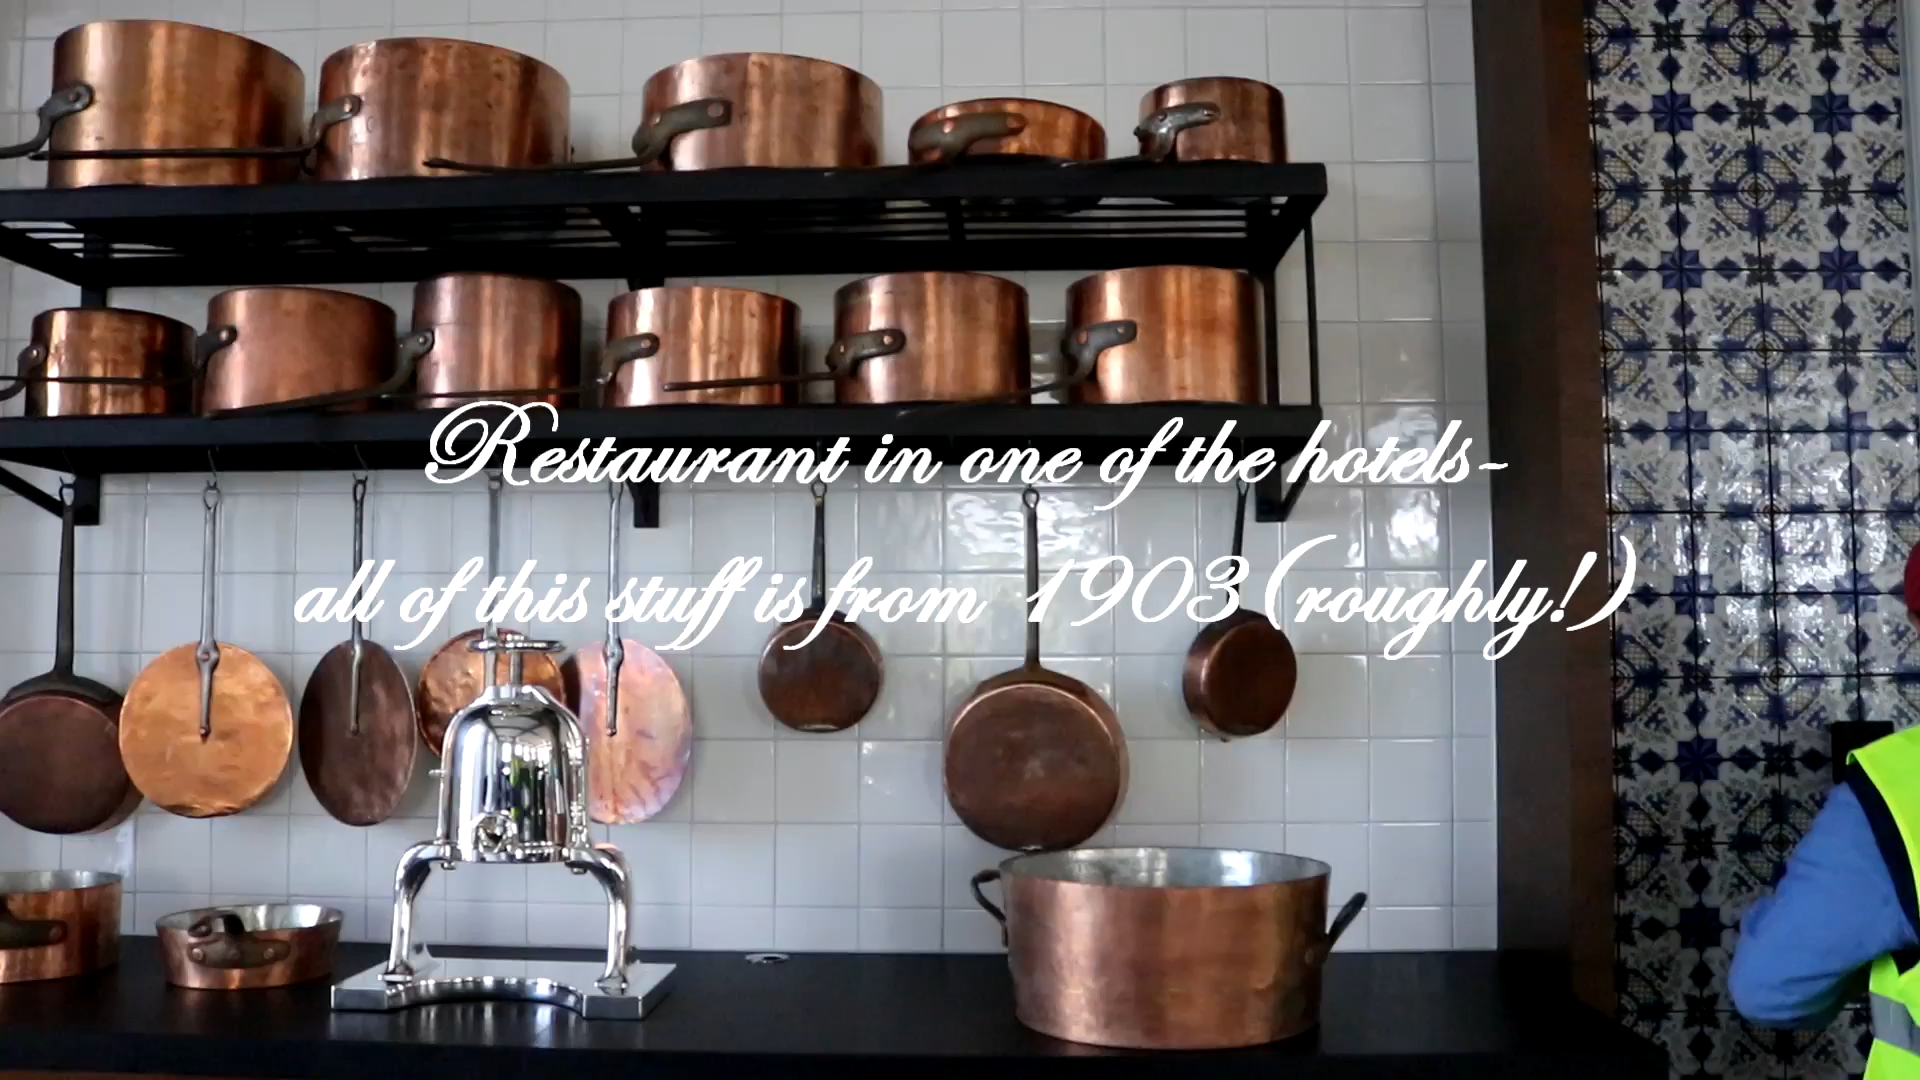 Restaurant in one of the hotels-
all of this stuff is from 1903 (roughly!)